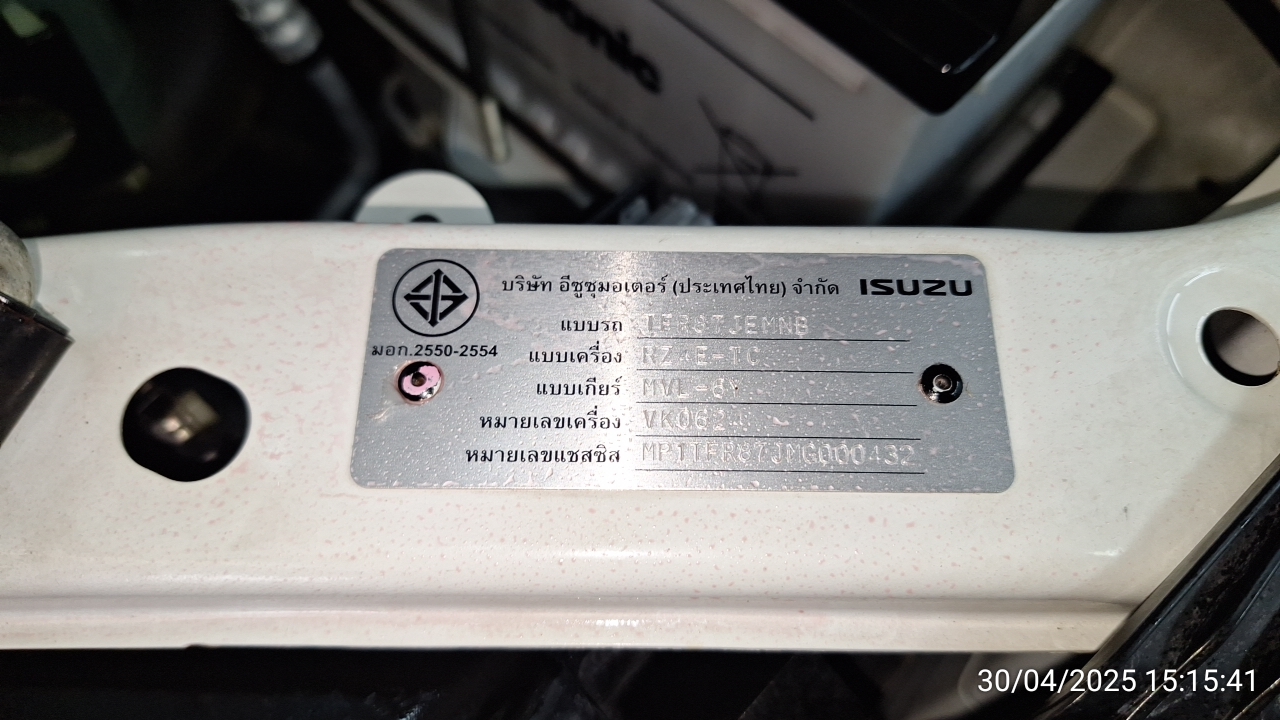 บริษัท อีซูซุมอเตอร์ (ประเทศไทย) จำกัด ISUZU
มอก.2550-2554
แบบรถ TFR87JEMNB
แบบเครื่อง RZ4E-TC
แบบเกียร์
หมายเลขเครื่อง
หมายเลขแชสซิส MP1TFR87JMG000432
30/04/2025 15:15:41